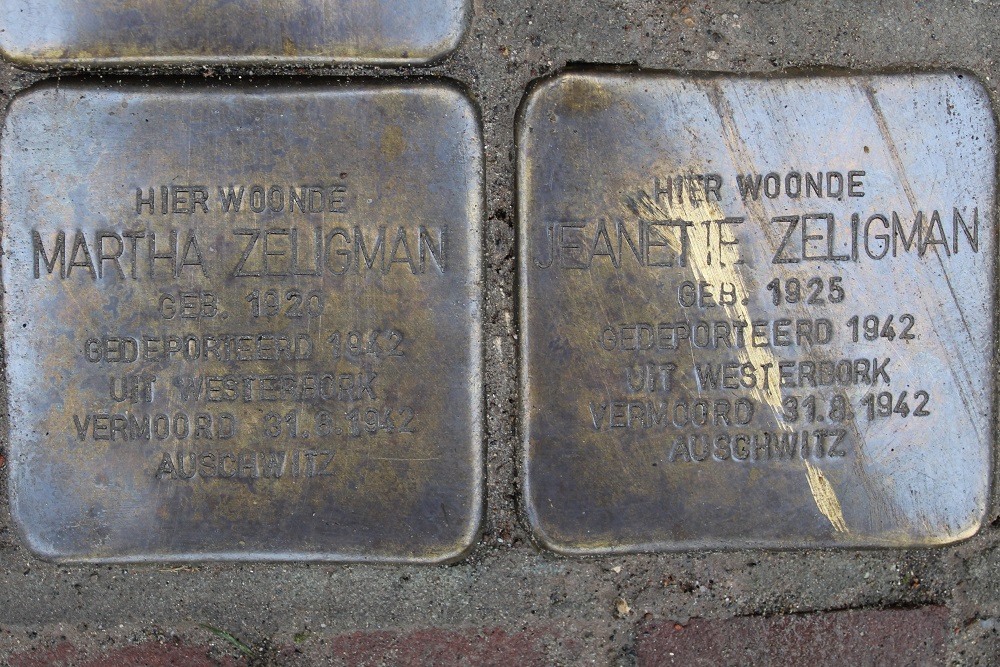 HIER WOONDE
MARTHA ZELIGMAN
GEB. 1920
GEDEPORTEERD 1942
UIT WESTERBORK
VERMOORD 31.8.1942
AUSCHWITZ
HIER WOONDE
JEANETTE ZELIGMAN
GEB. 1925
GEDEPORTEERD 1942
UIT WESTERBORK
VERMOORD 31.8.1942
AUSCHWITZ